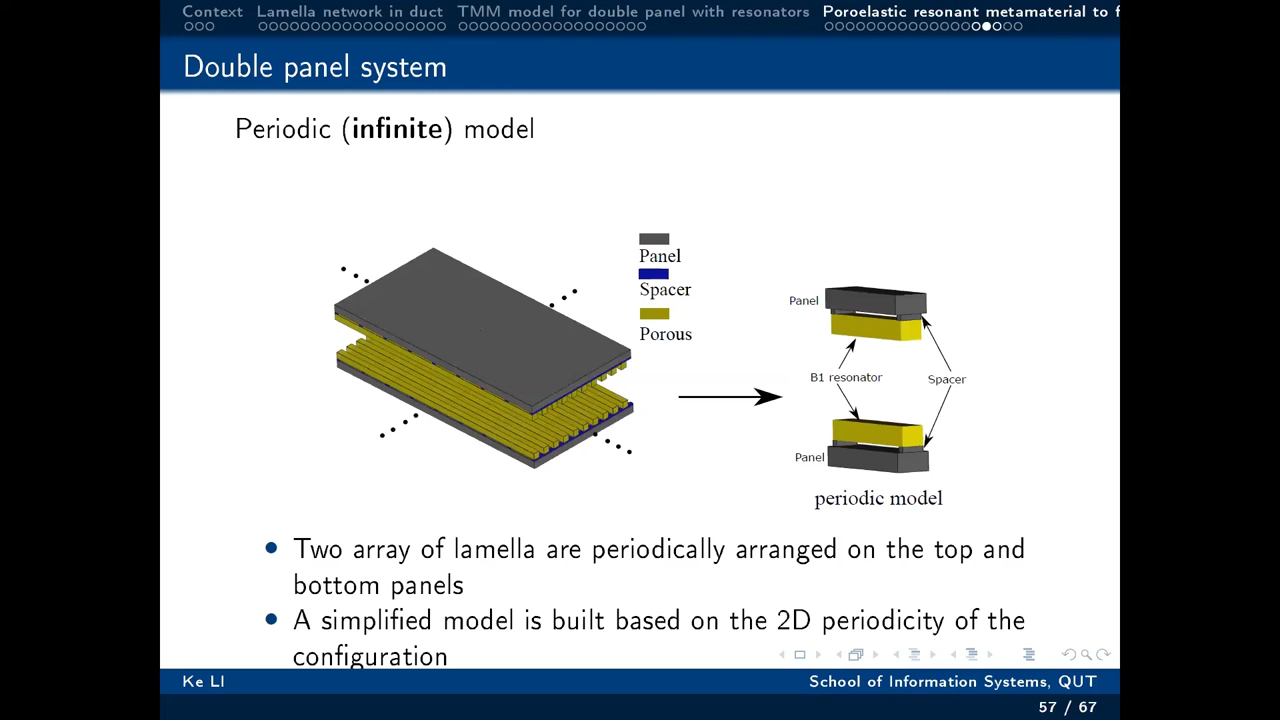 Context Lamella network in duct TMM model for double panel with resonators Poroelastic resonant metamaterial to f
Double panel system
Periodic (infinite) model
Panel
Spacer
Porous
Panel
B1 resonator
Spacer
Panel
periodic model
• Two array of lamella are periodically arranged on the top and
bottom panels
• A simplified model is built based on the 2D periodicity of the
configuration
Ke LI School of Information Systems, QUT
57 / 67